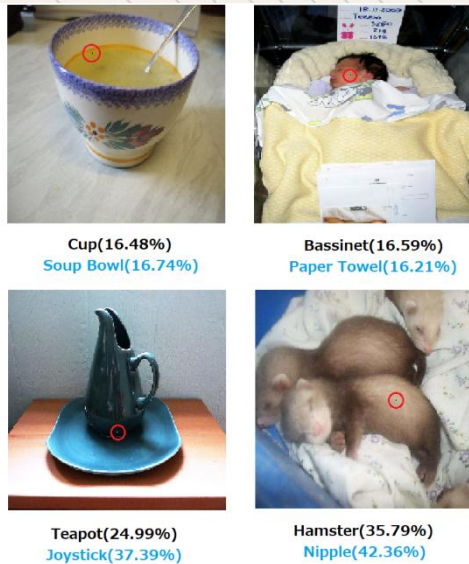 Cup(16.48%)
Soup Bowl(16.74%)
Bassinet(16.59%)
Paper Towel(16.21%)
Teapot(24.99%)
Joystick(37.39%)
Hamster(35.79%)
Nipple(42.36%)